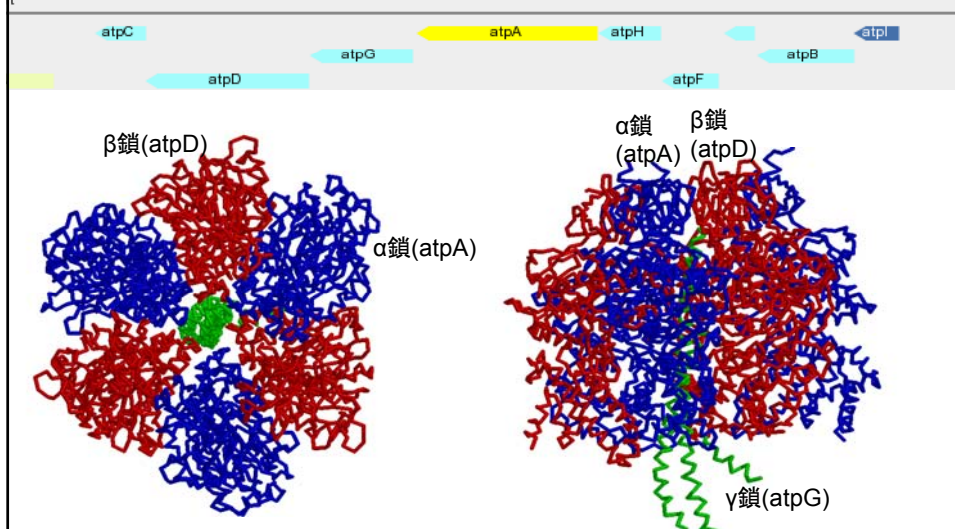 atpC
atpA
atpH
atpI
atpG
atpB
atpD
atpF
β鎖(atpD)
α鎖(atpA)
α鎖
(atpA)
β鎖
(atpD)
γ鎖(atpG)